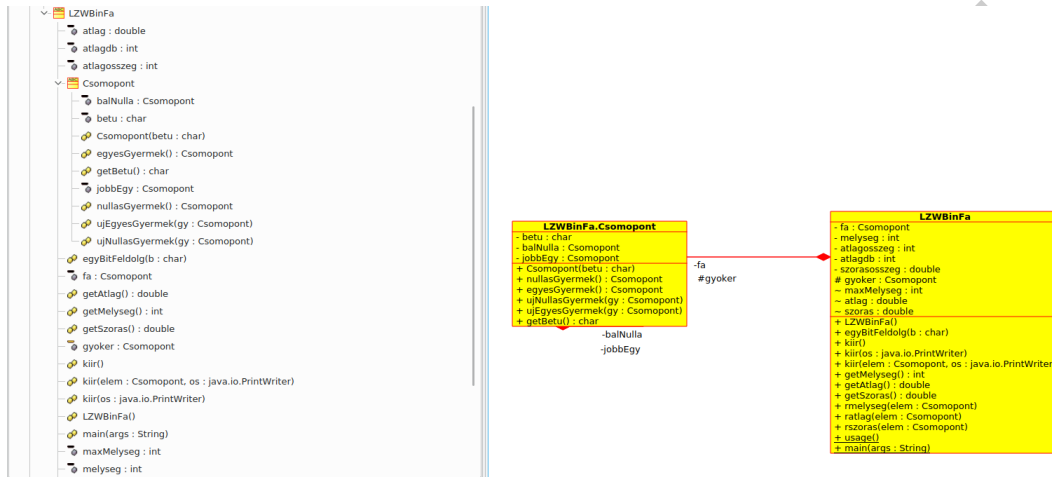 LZWBinFa
atlag : double
atlagdb : int
atlagosszeg : int
Csomopont
balNulla : Csomopont
betu : char
Csomopont(betu : char)
egyesGyermek() : Csomopont
getBetu() : char
jobbEgy : Csomopont
nullasGyermek() : Csomopont
ujEgyesGyermek(gy : Csomopont)
ujNullasGyermek(gy : Csomopont)
egyBitFeldolg(b : char)
fa : Csomopont
getAtlag() : double
getMelyseg() : int
getSzoras() : double
gyoker : Csomopont
kiir()
kiir(elem : Csomopont, os : java.io.PrintWriter)
kiir(os : java.io.PrintWriter)
LZWBinFa()
main(args : String)
maxMelyseg : int
melyseg : int
LZWBinFa.Csomopont
- betu : char
- balNulla : Csomopont
- jobbEgy : Csomopont
+ Csomopont(betu : char)
+ nullasGyermek() : Csomopont
+ egyesGyermek() : Csomopont
+ ujNullasGyermek(gy : Csomopont)
+ ujEgyesGyermek(gy : Csomopont)
+ getBetu() : char
-balNulla
-jobbEgy
-fa
#gyoker
LZWBinFa
- fa : Csomopont
- melyseg : int
- atlagosszeg : int
- atlagdb : int
- szorasosszeg : double
# gyoker : Csomopont
~ maxMelyseg : int
~ atlag : double
~ szoras : double
+ LZWBinFa()
+ egyBitFeldolg(b : char)
+ kiir()
+ kiir(os : java.io.PrintWriter)
+ kiir(elem : Csomopont, os : java.io.PrintWriter
+ getMelyseg() : int
+ getAtlag() : double
+ getSzoras() : double
+ rmelyseg(elem : Csomopont)
+ ratlag(elem : Csomopont)
+ rszoras(elem : Csomopont)
+ usage()
+ main(args : String)